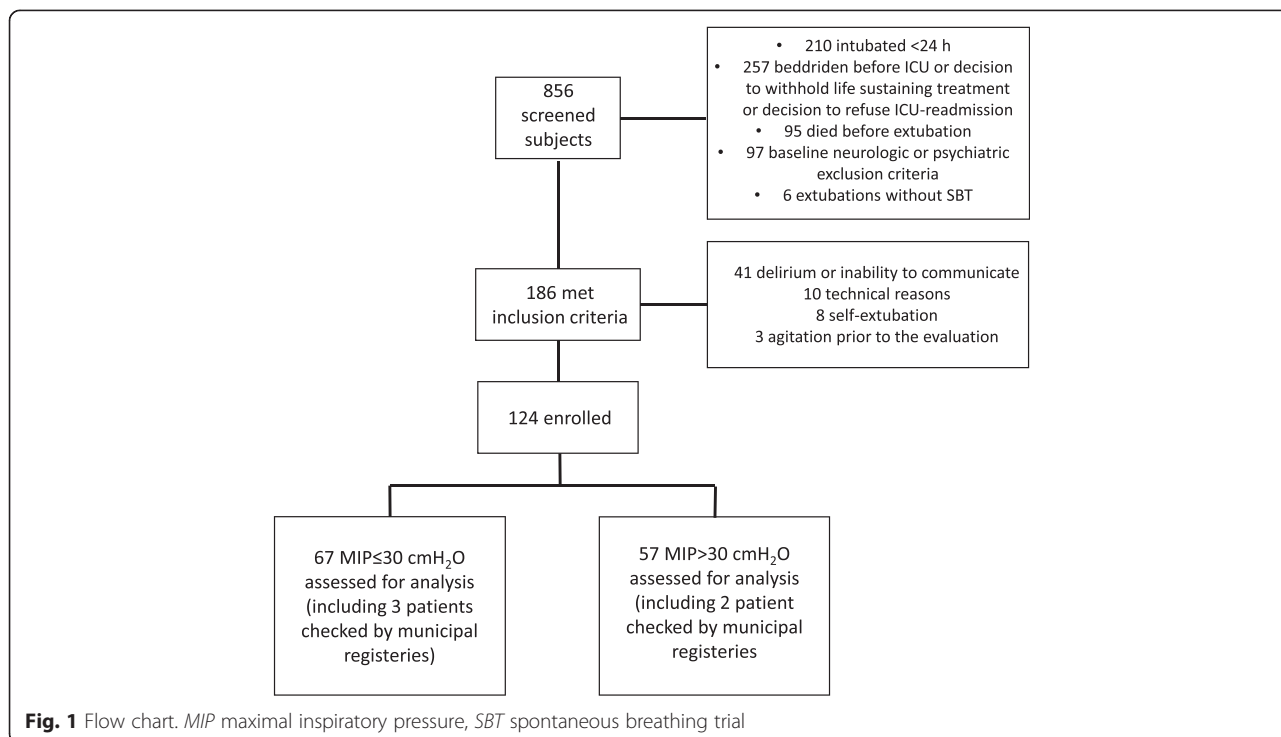 856
screened
subjects
• 210 intubated <24 h
• 257 beddriden before ICU or decision
to withhold life sustaining treatment
or decision to refuse ICU-readmission
• 95 died before extubation
• 97 baseline neurologic or psychiatric
exclusion criteria
• 6 extubations without SBT
186 met
inclusion criteria
41 delirium or inability to communicate
10 technical reasons
8 self-extubation
3 agitation prior to the evaluation
124 enrolled
67 MIP≤30 cmH₂O
assessed for analysis
(including 3 patients
checked by municipal
registeries)
57 MIP>30 cmH₂O
assessed for analysis
(including 2 patient
checked by municipal
registeries
Fig. 1 Flow chart. MIP maximal inspiratory pressure, SBT spontaneous breathing trial